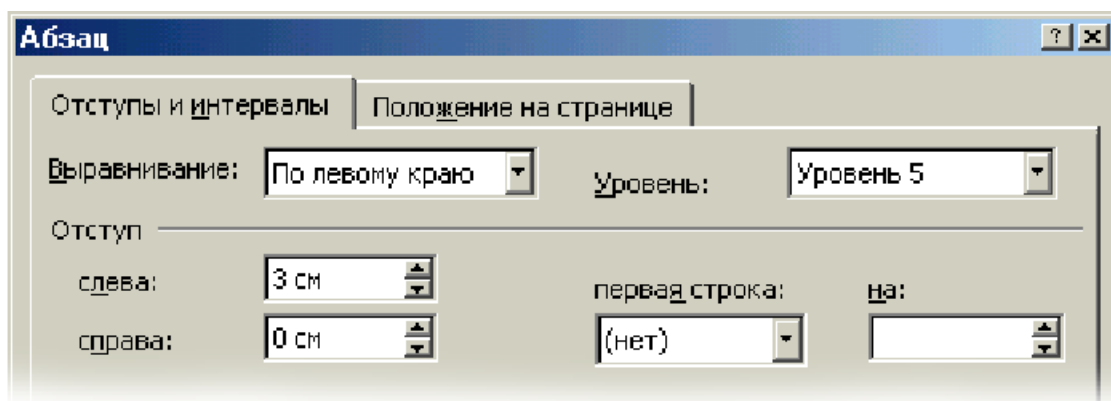 Абзац
Отступы и интервалы Положение на странице
Выравнивание: По левому краю Уровень: Уровень 5
Отступ
слева: 3 см первая строка: на:
справа: 0 см (нет)